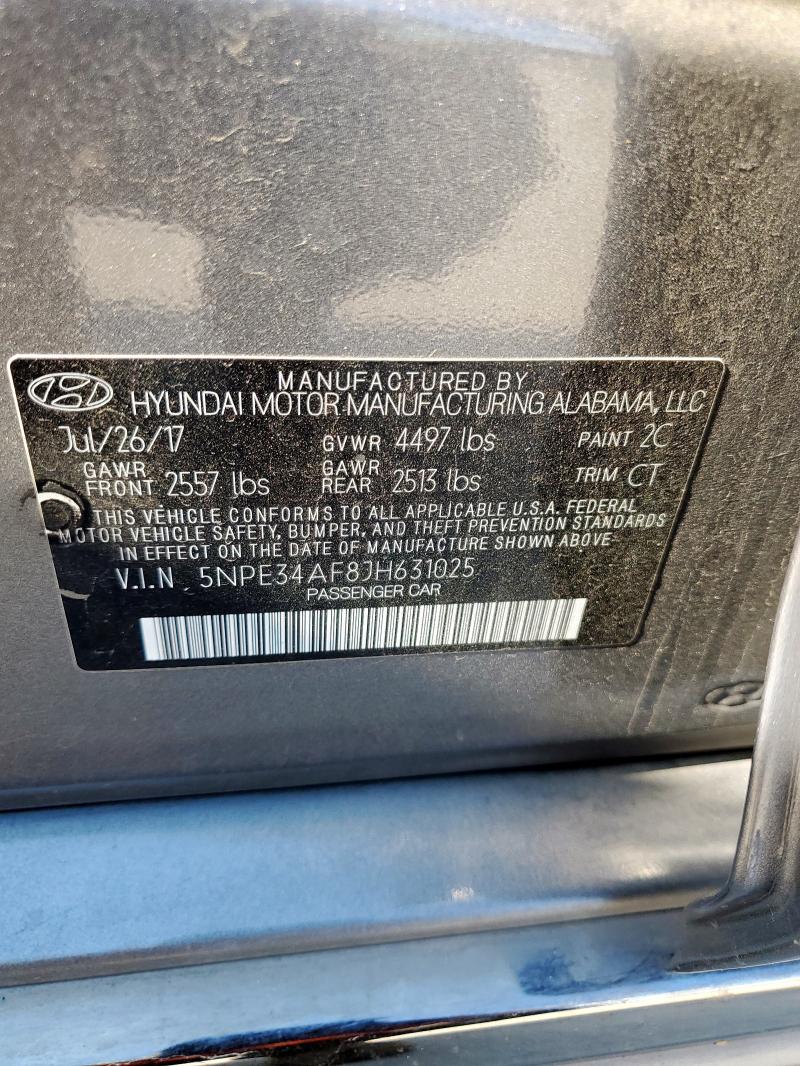 MANUFACTURED BY
HYUNDAI MOTOR MANUFACTURING ALABAMA, LLC
Jul/26/17 GVWR 4497 lbs PAINT 2C
GAWR FRONT 2557 lbs GAWR REAR 2513 lbs TRIM CT
THIS VEHICLE CONFORMS TO ALL APPLICABLE U.S.A. FEDERAL
MOTOR VEHICLE SAFETY, BUMPER, AND THEFT PREVENTION STANDARDS
IN EFFECT ON THE DATE OF MANUFACTURE SHOWN ABOVE
V.I.N 5NPE34AF8JH631025
PASSENGER CAR